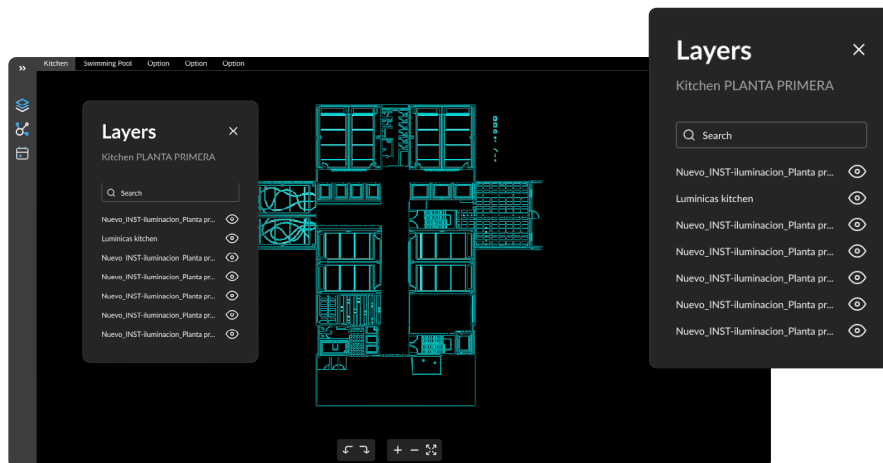 Kitchen Swimming Pool Option Option Option
Layers
Kitchen PLANTA PRIMERA
Search
Nuevo_INST-iluminacion_Planta pr...
Luminicas kitchen
Nuevo_INST-iluminacion_Planta pr...
Nuevo_INST-iluminacion_Planta pr...
Nuevo_INST-iluminacion_Planta pr...
Nuevo_INST-iluminacion_Planta pr...
Nuevo_INST-iluminacion_Planta pr...
Layers
Kitchen PLANTA PRIMERA
Search
Nuevo_INST-iluminacion_Planta pr...
Luminicas kitchen
Nuevo_INST-iluminacion_Planta pr...
Nuevo_INST-iluminacion_Planta pr...
Nuevo_INST-iluminacion_Planta pr...
Nuevo_INST-iluminacion_Planta pr...
Nuevo_INST-iluminacion_Planta pr...